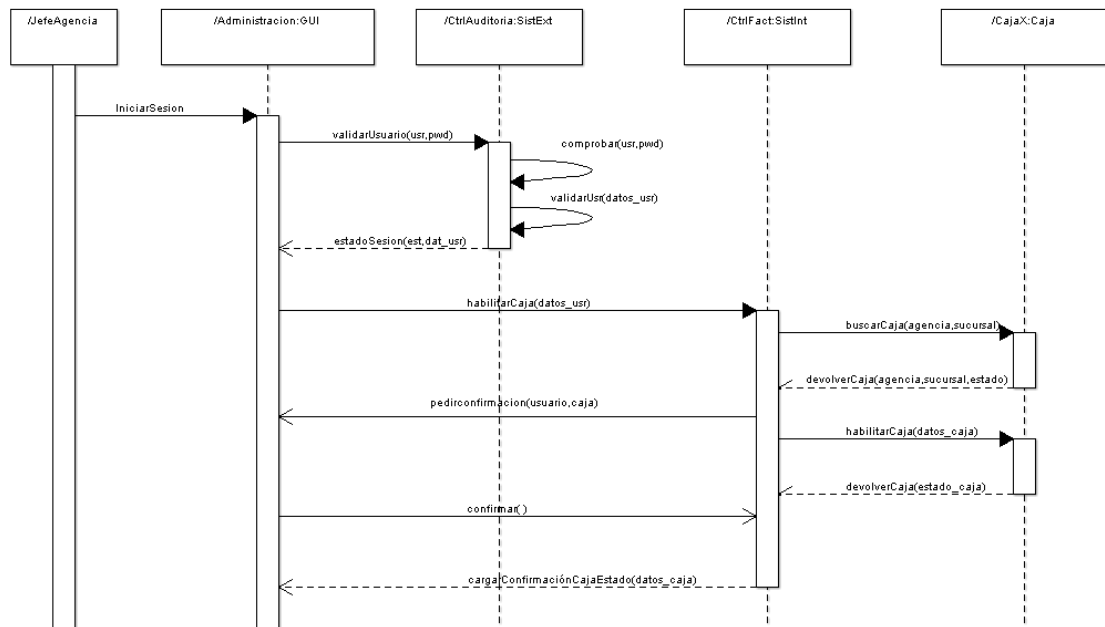 /JefeAgencia
/Administracion:GUI
/CtrlAuditoria:SistExt
/CtrlFact:SistInt
/CajaX:Caja
IniciarSesion
validarUsuario(usr,pwd)
comprobar(usr,pwd)
validarUsr(datos_usr)
estadoSesion(est,dat_usr)
habilitarCaja(datos_usr)
buscarCaja(agencia,sucursal)
devolverCaja(agencia,sucursal,estado)
pedirconfirmacion(usuario,caja)
habilitarCaja(datos_caja)
devolverCaja(estado_caja)
confirmar( )
cargarConfirmaciónCajaEstado(datos_caja)